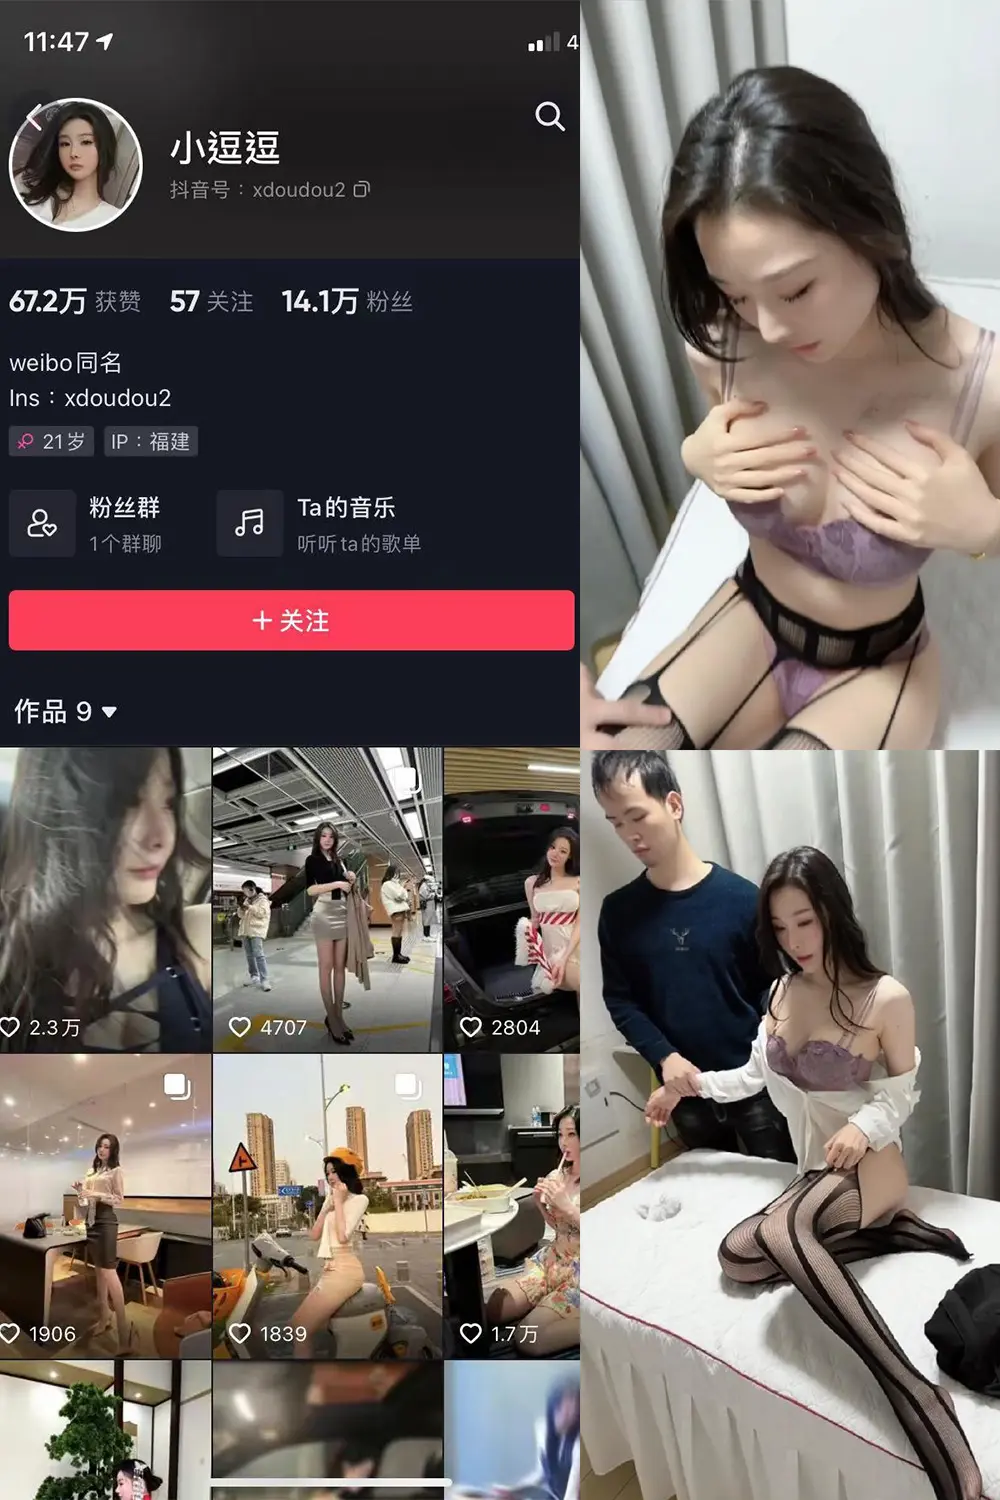 11:47
4
小逗逗
抖音号：xdoudou2
67.2万 获赞 57 关注 14.1万 粉丝
weibo同名
Ins：xdoudou2
21岁 IP：福建
粉丝群 Ta的音乐
1个群聊 听听ta的歌单
+ 关注
作品 9
2.3万 4707 2804
1906 1839 1.7万